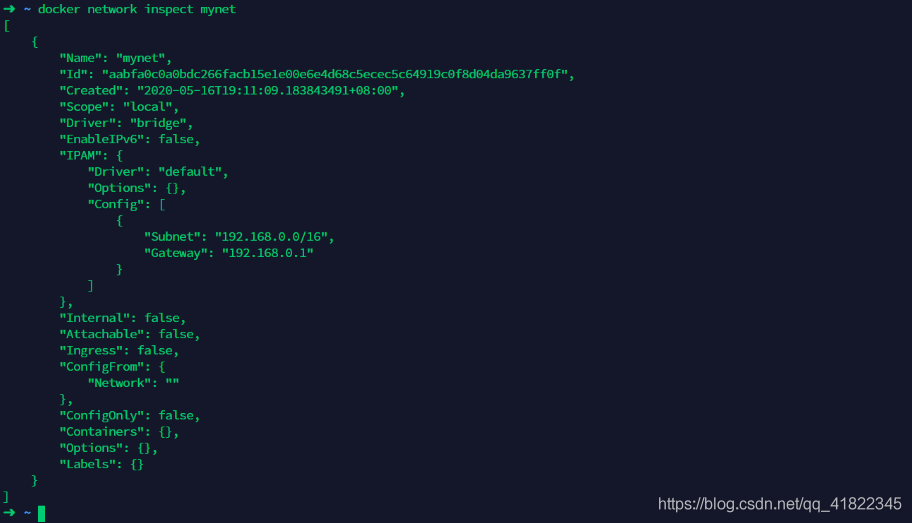 ➜ ~ docker network inspect mynet
[
    {
        "Name": "mynet",
        "Id": "aabfa0c0a0bdc266facb15e1e00e6e4d68c5ecec5c64919c0f8d04da9637ff0f",
        "Created": "2020-05-16T19:11:09.183843491+08:00",
        "Scope": "local",
        "Driver": "bridge",
        "EnableIPv6": false,
        "IPAM": {
            "Driver": "default",
            "Options": {},
            "Config": [
                {
                    "Subnet": "192.168.0.0/16",
                    "Gateway": "192.168.0.1"
                }
            ]
        },
        "Internal": false,
        "Attachable": false,
        "Ingress": false,
        "ConfigFrom": {
            "Network": ""
        },
        "ConfigOnly": false,
        "Containers": {},
        "Options": {},
        "Labels": {}
    }
]
➜ ~
https://blog.csdn.net/qq_41822345